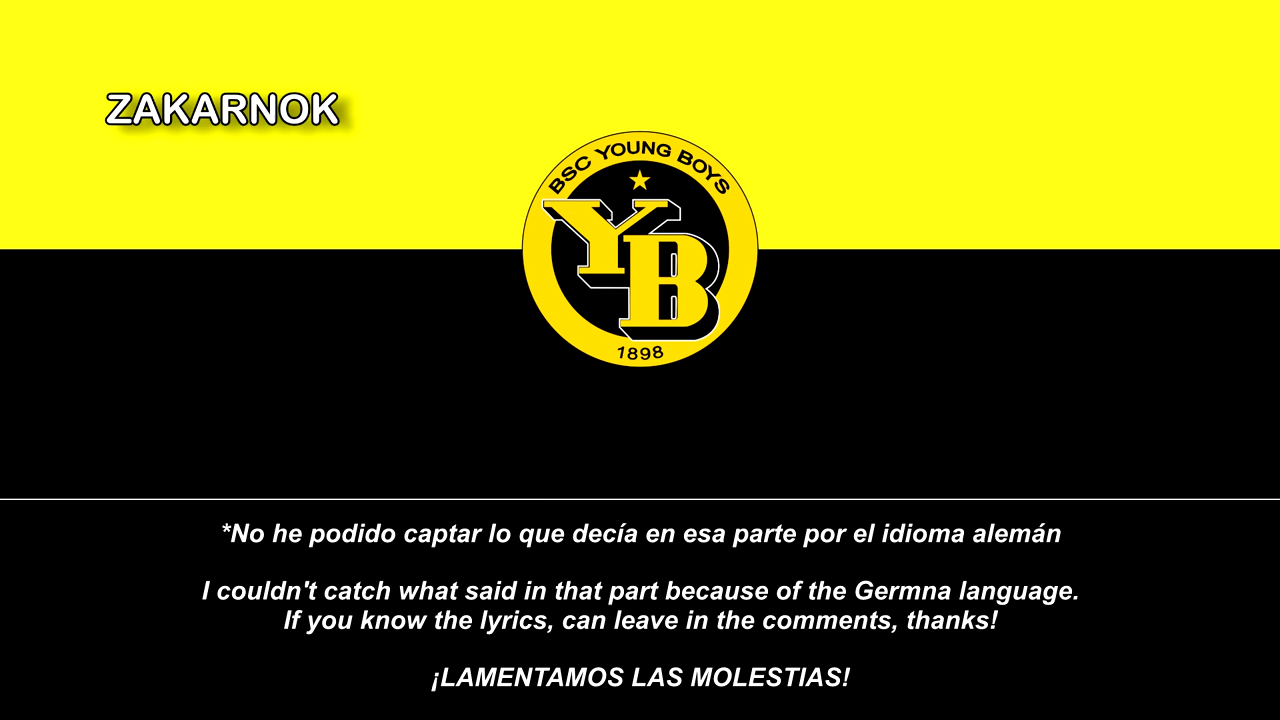 ZAKARNOK
BSC YOUNG BOYS
YB
1898
*No he podido captar lo que decía en esa parte por el idioma alemán
I couldn't catch what said in that part because of the Germna language.
If you know the lyrics, can leave in the comments, thanks!
¡LAMENTAMOS LAS MOLESTIAS!